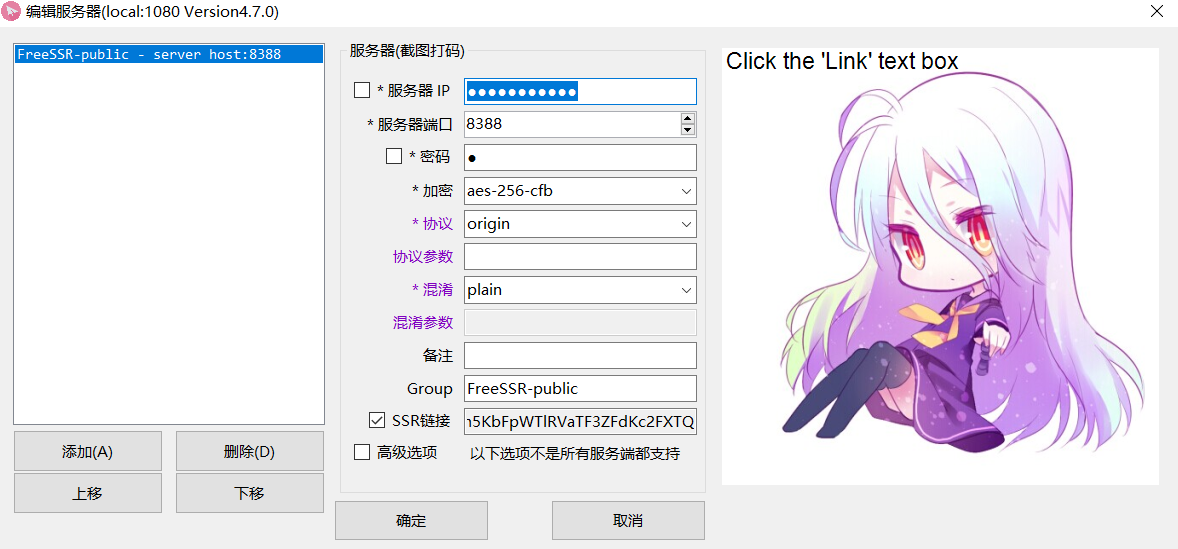 编辑服务器(local:1080 Version4.7.0)
FreeSSR-public - server host:8388
添加(A)
删除(D)
上移
下移
服务器(截图打码)
* 服务器 IP
●●●●●●●●●●●
* 服务器端口
8388
* 密码
●
* 加密
aes-256-cfb
* 协议
origin
协议参数
* 混淆
plain
混淆参数
备注
Group
FreeSSR-public
SSR链接
高级选项
以下选项不是所有服务端都支持
确定
取消
Click the 'Link' text box